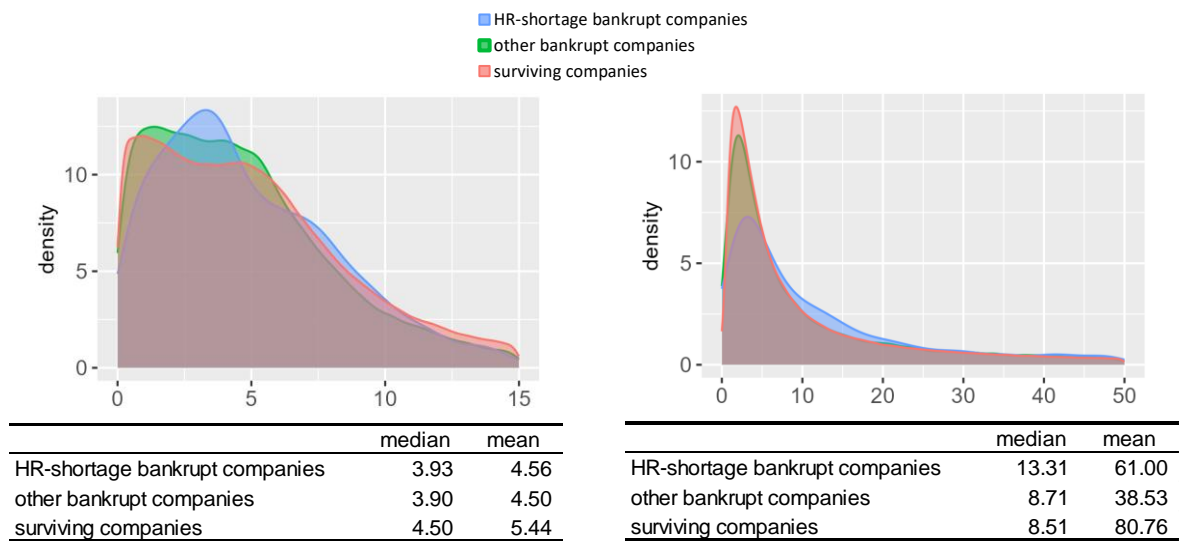 HR-shortage bankrupt companies
other bankrupt companies
surviving companies
density
10
5
0
0 5 10 15
median mean
HR-shortage bankrupt companies 3.93 4.56
other bankrupt companies 3.90 4.50
surviving companies 4.50 5.44
density
10
5
0
0 10 20 30 40 50
median mean
HR-shortage bankrupt companies 13.31 61.00
other bankrupt companies 8.71 38.53
surviving companies 8.51 80.76